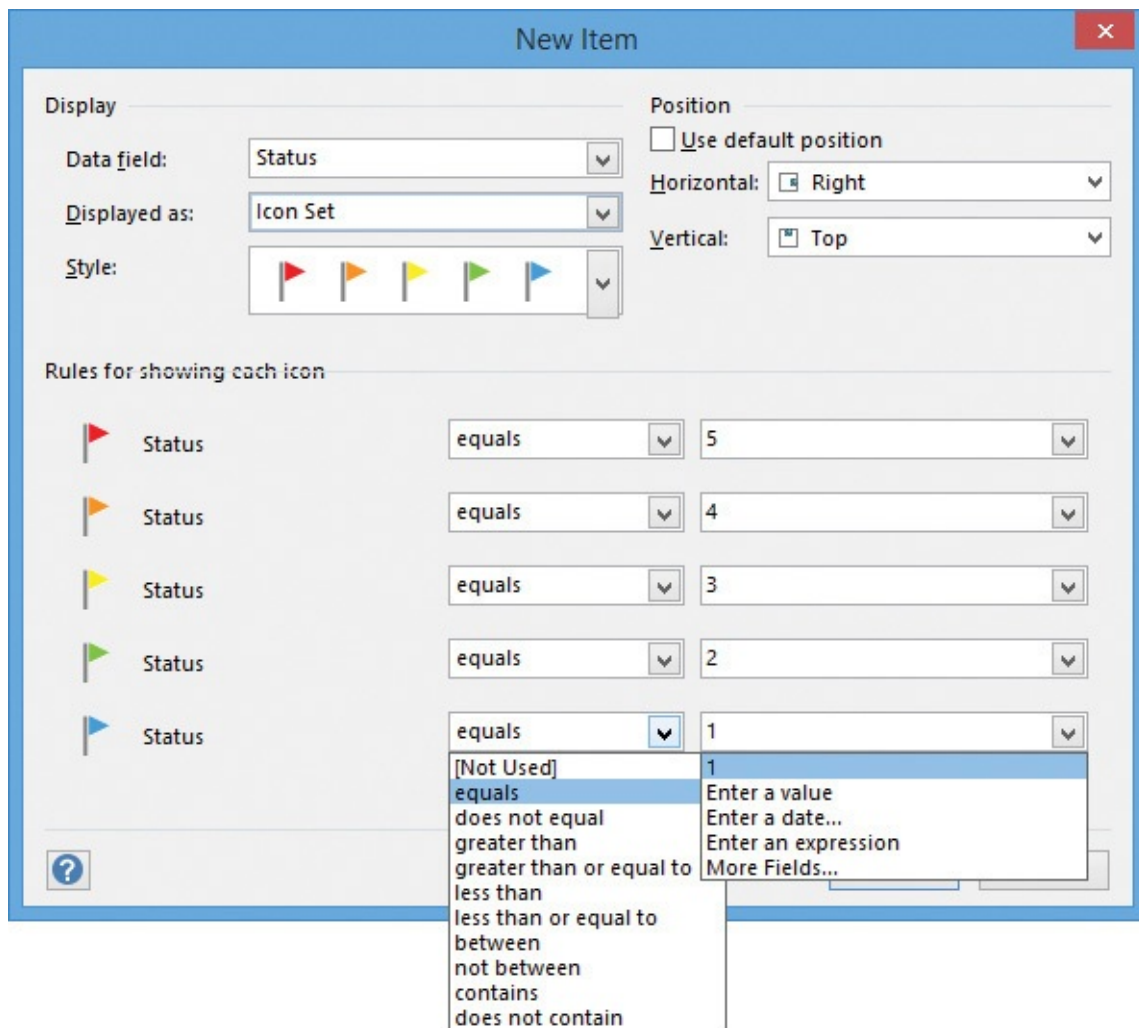 New Item
Display
Data field: Status
Displayed as: Icon Set
Style:
Position
Use default position
Horizontal: Right
Vertical: Top
Rules for showing each icon
Status equals 5
Status equals 4
Status equals 3
Status equals 2
Status equals 1
[Not Used]
equals
does not equal
greater than
greater than or equal to
less than
less than or equal to
between
not between
contains
does not contain
1
Enter a value
Enter a date...
Enter an expression
More Fields...
?